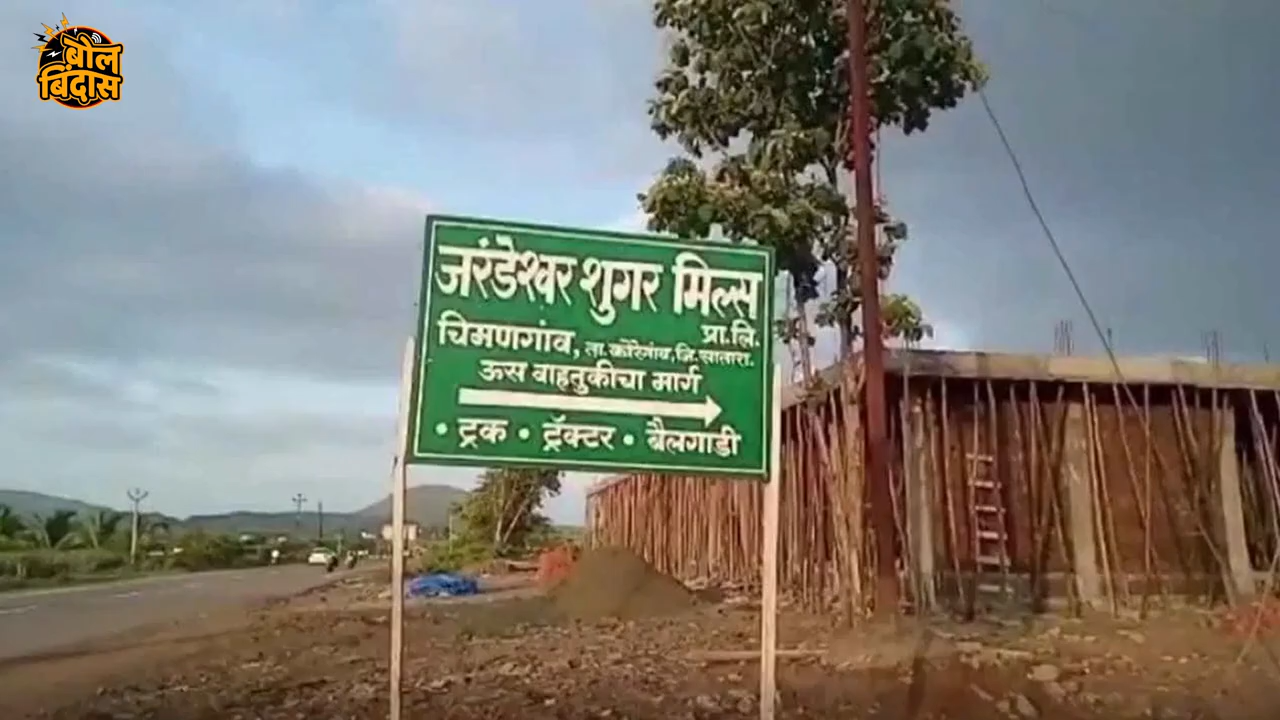 बोल
बिंदास
जरंडेश्वर शुगर मिल्स
प्रा.लि.
चिमणगांव, ता.कोरेगांव,जि.सातारा.
ऊस वाहतुकीचा मार्ग
• ट्रक • ट्रॅक्टर • बैलगाडी